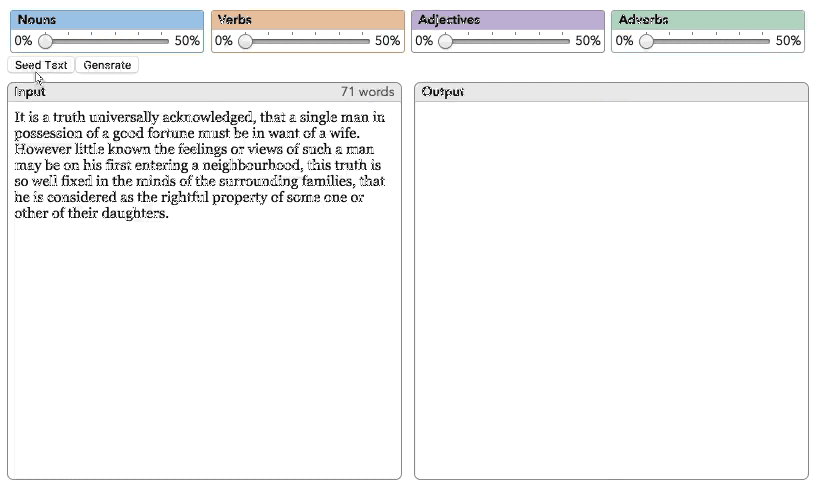 Nouns Verbs Adjectives Adverbs
0% 50% 0% 50% 0% 50% 0% 50%
Seed Text Generate
Input 71 words Output
It is a truth universally acknowledged, that a single man in
possession of a good fortune must be in want of a wife.
However little known the feelings or views of such a man
may be on his first entering a neighbourhood, this truth is
so well fixed in the minds of the surrounding families, that
he is considered as the rightful property of some one or
other of their daughters.